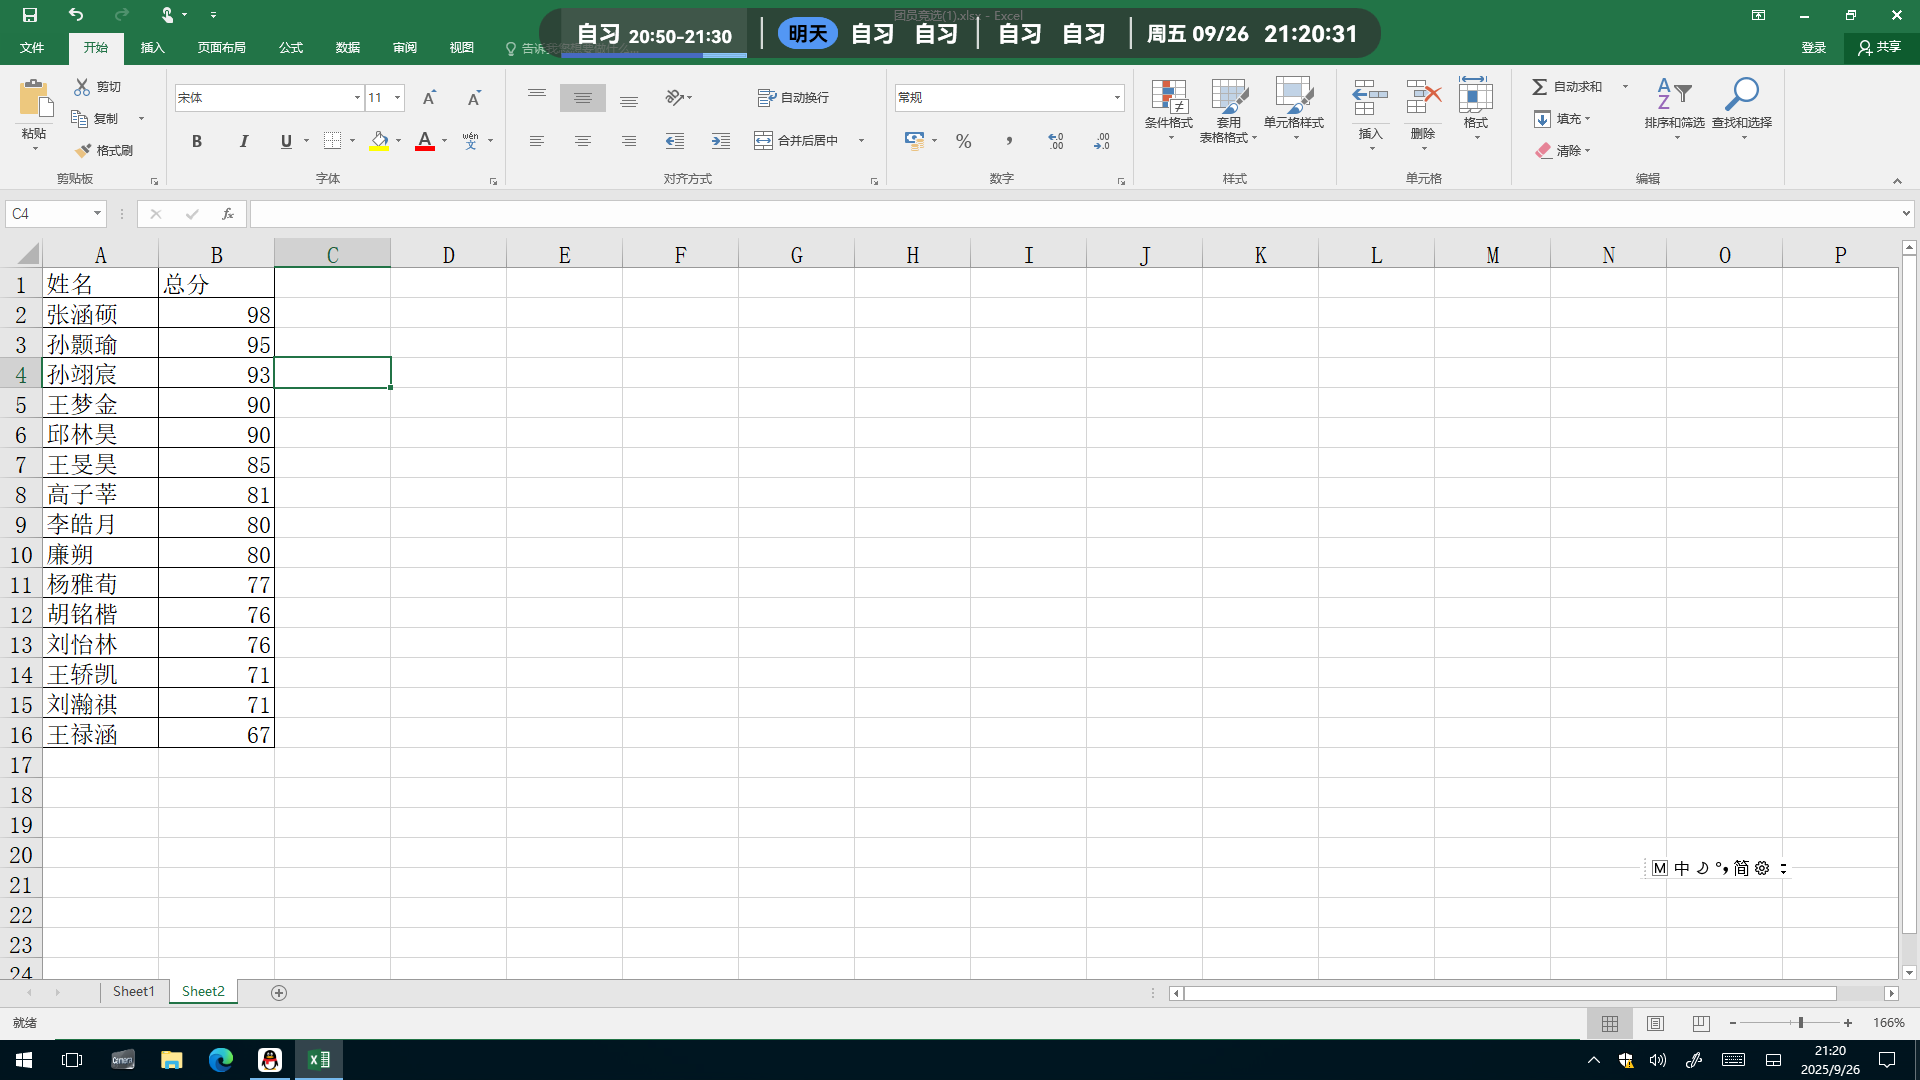 团员竞选(1).xlsx - Excel
自习 20:50-21:30 明天 自习 自习 自习 自习 周五 09/26 21:20:31
文件 开始 插入 页面布局 公式 数据 审阅 视图 告诉我您想要做什么... 登录 共享
粘贴 剪切 复制 格式刷 剪贴板
宋体 11 B I U A wén 文 字体
自动换行 合并后居中 对齐方式
常规 % 数字
条件格式 套用表格格式 单元格样式 样式
插入 删除 格式 单元格
自动求和 填充 清除 排序和筛选 查找和选择 编辑
C4 fx
A B C D E F G H I J K L M N O P
1 姓名 总分
2 张涵硕 98
3 孙颢瑜 95
4 孙翊宸 93
5 王梦金 90
6 邱林昊 90
7 王旻昊 85
8 高子莘 81
9 李皓月 80
10 廉朔 80
11 杨雅荀 77
12 胡铭楷 76
13 刘怡林 76
14 王轿凯 71
15 刘瀚祺 71
16 王禄涵 67
17
18
19
20
21
22
23
24
M 中 简
Sheet1 Sheet2
就绪 166%
21:20
2025/9/26